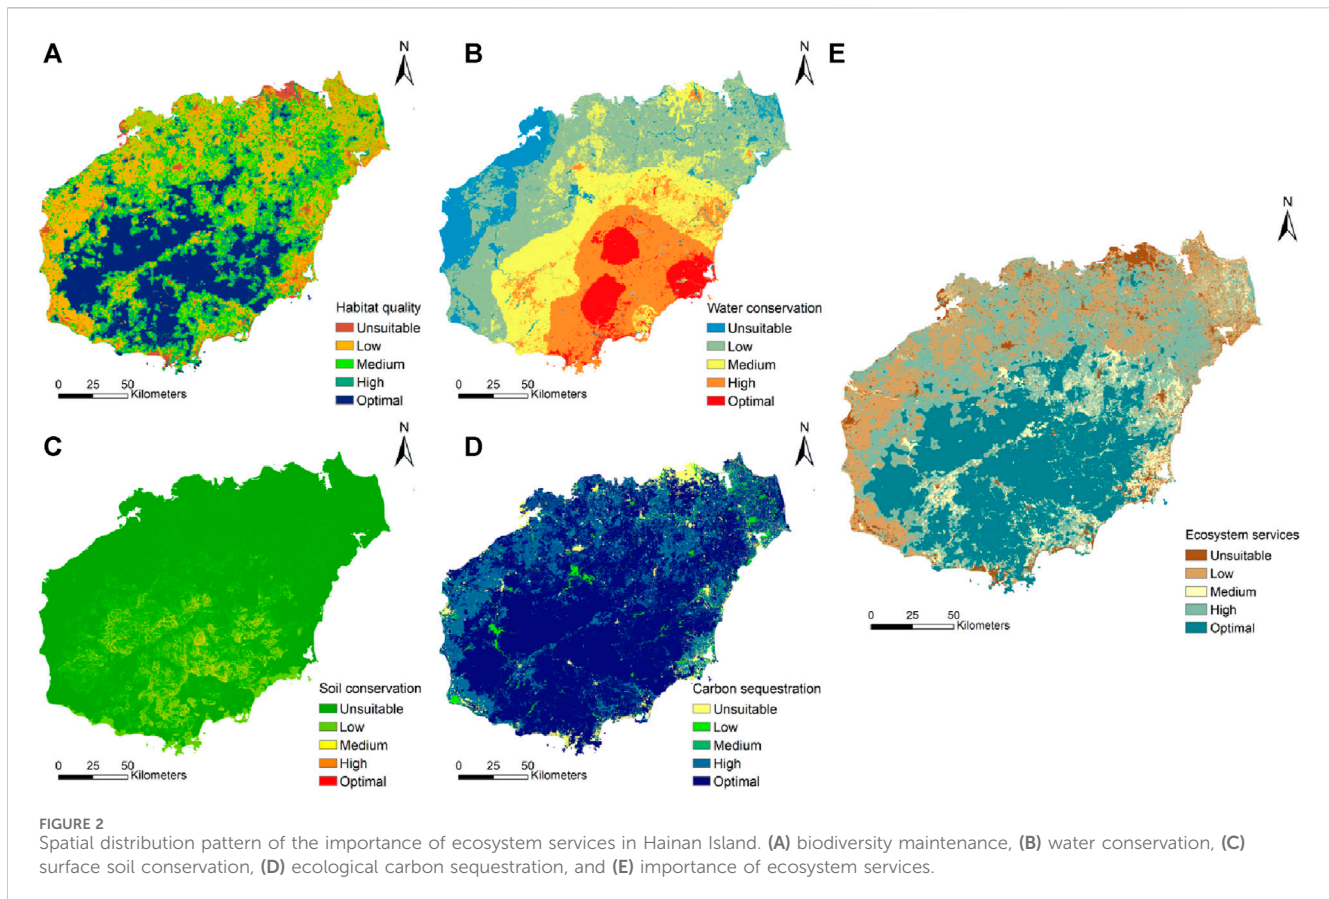 A
N
Habitat quality
Unsuitable
Low
Medium
High
Optimal
0 25 50
Kilometers
B
N
Water conservation
Unsuitable
Low
Medium
High
Optimal
0 25 50
Kilometers
C
N
Soil conservation
Unsuitable
Low
Medium
High
Optimal
0 25 50
Kilometers
D
N
Carbon sequestration
Unsuitable
Low
Medium
High
Optimal
0 25 50
Kilometers
E
N
Ecosystem services
Unsuitable
Low
Medium
High
Optimal
0 25 50
Kilometers
FIGURE 2
Spatial distribution pattern of the importance of ecosystem services in Hainan Island. (A) biodiversity maintenance, (B) water conservation, (C)
surface soil conservation, (D) ecological carbon sequestration, and (E) importance of ecosystem services.